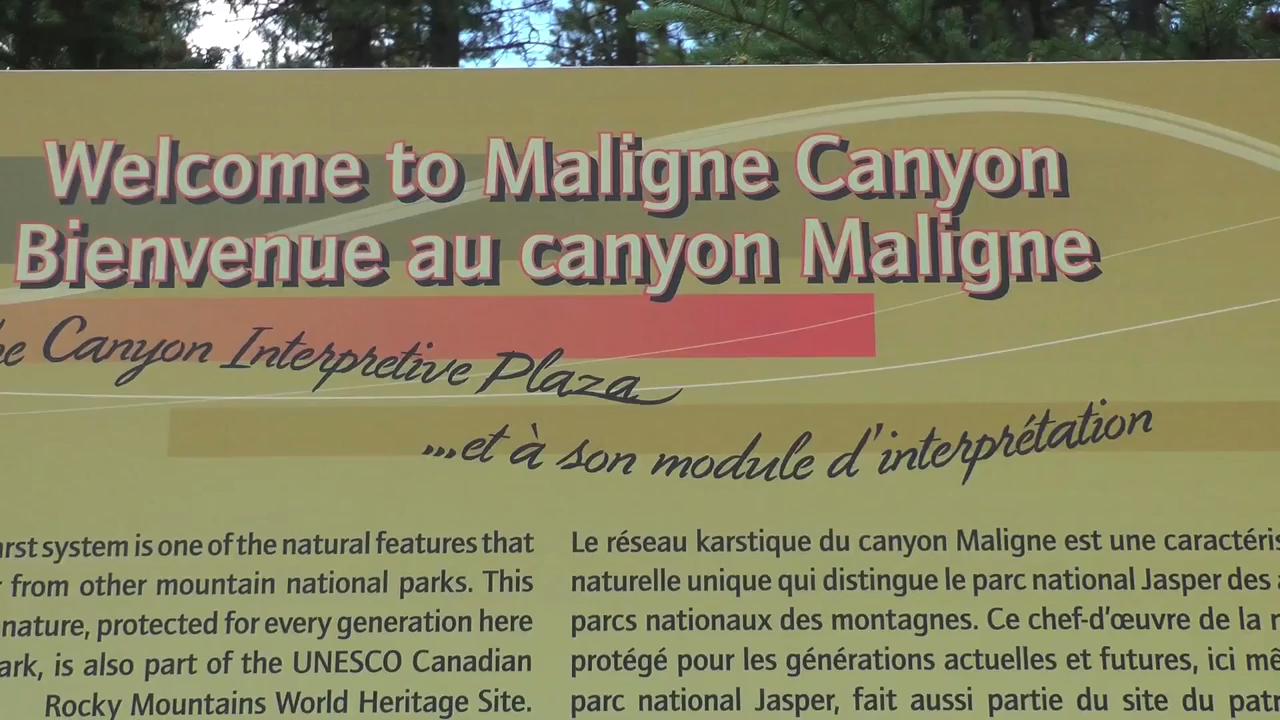 Welcome to Maligne Canyon
Bienvenue au canyon Maligne
Canyon Interpretive Plaza
...et à son module d'interprétation
system is one of the natural features that
from other mountain national parks. This
nature, protected for every generation here
is also part of the UNESCO Canadian
Rocky Mountains World Heritage Site.
Le réseau karstique du canyon Maligne est une
naturelle unique qui distingue le parc national Jasper des
parcs nationaux des montagnes. Ce chef-d'œuvre de la
protégé pour les générations actuelles et futures, ici
parc national Jasper, fait aussi partie du site du